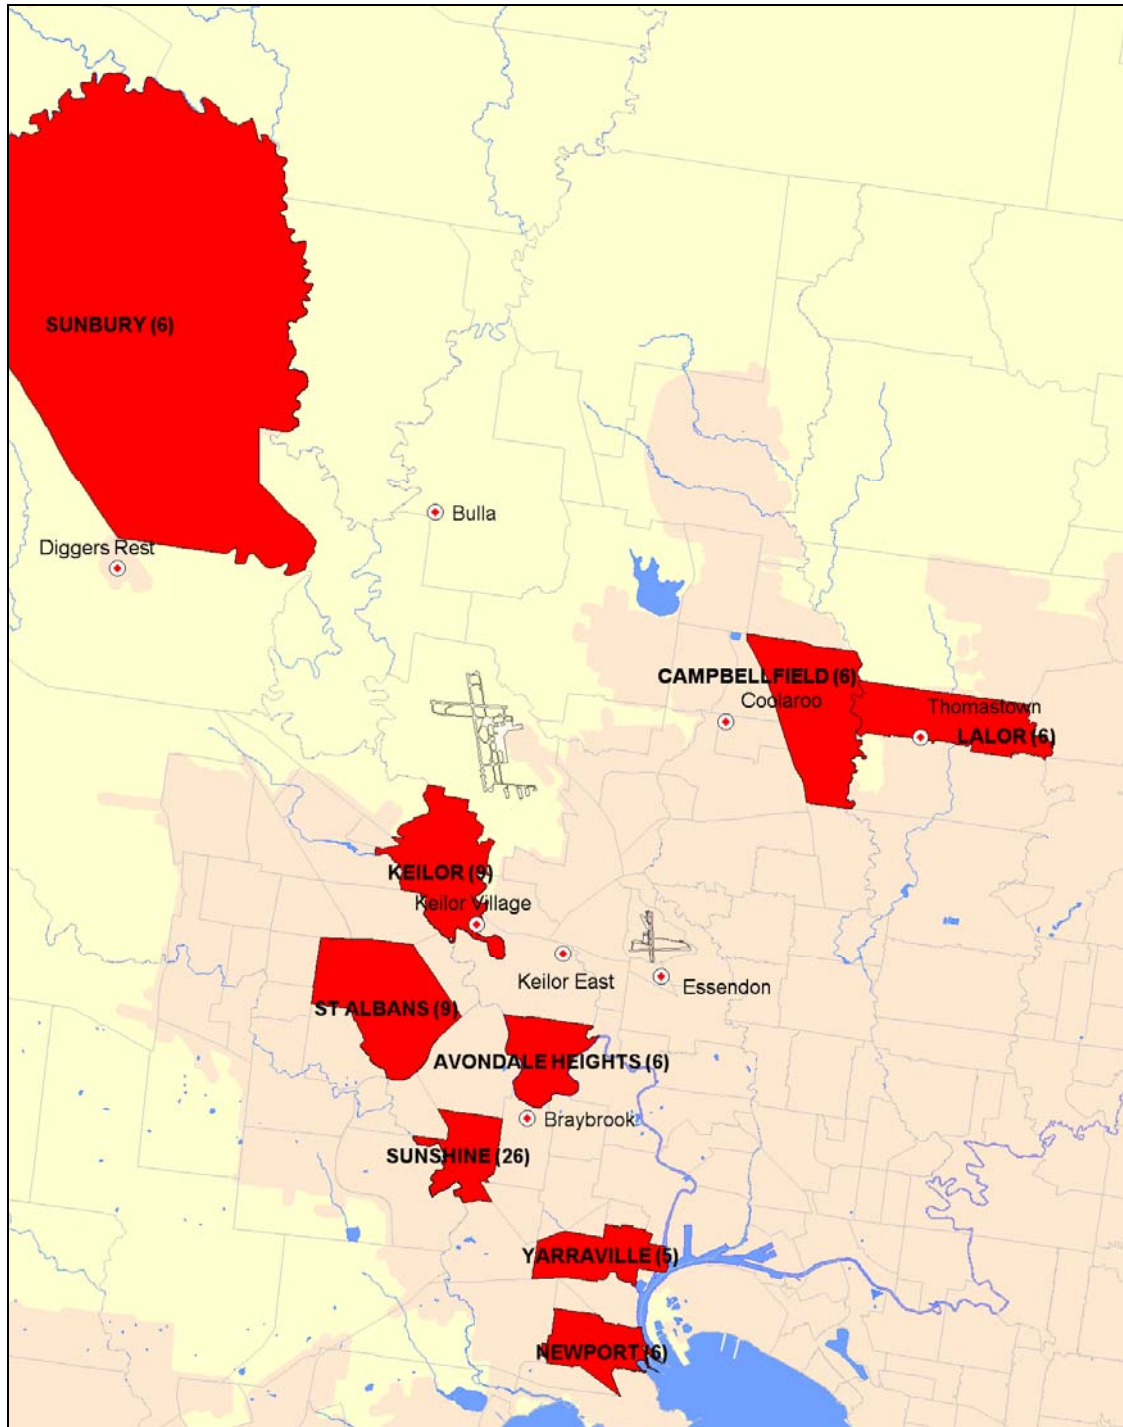 SUNBURY (6)
Bulla
Diggers Rest
CAMPBELLFIELD (6)
Coolaroo
Thomastown
LALOR (6)
KEILOR (9)
Keilor Village
Keilor East
Essendon
ST ALBANS (9)
AVONDALE HEIGHTS (6)
Braybrook
SUNSHINE (26)
YARRAVILLE (5)
NEWPORT (6)